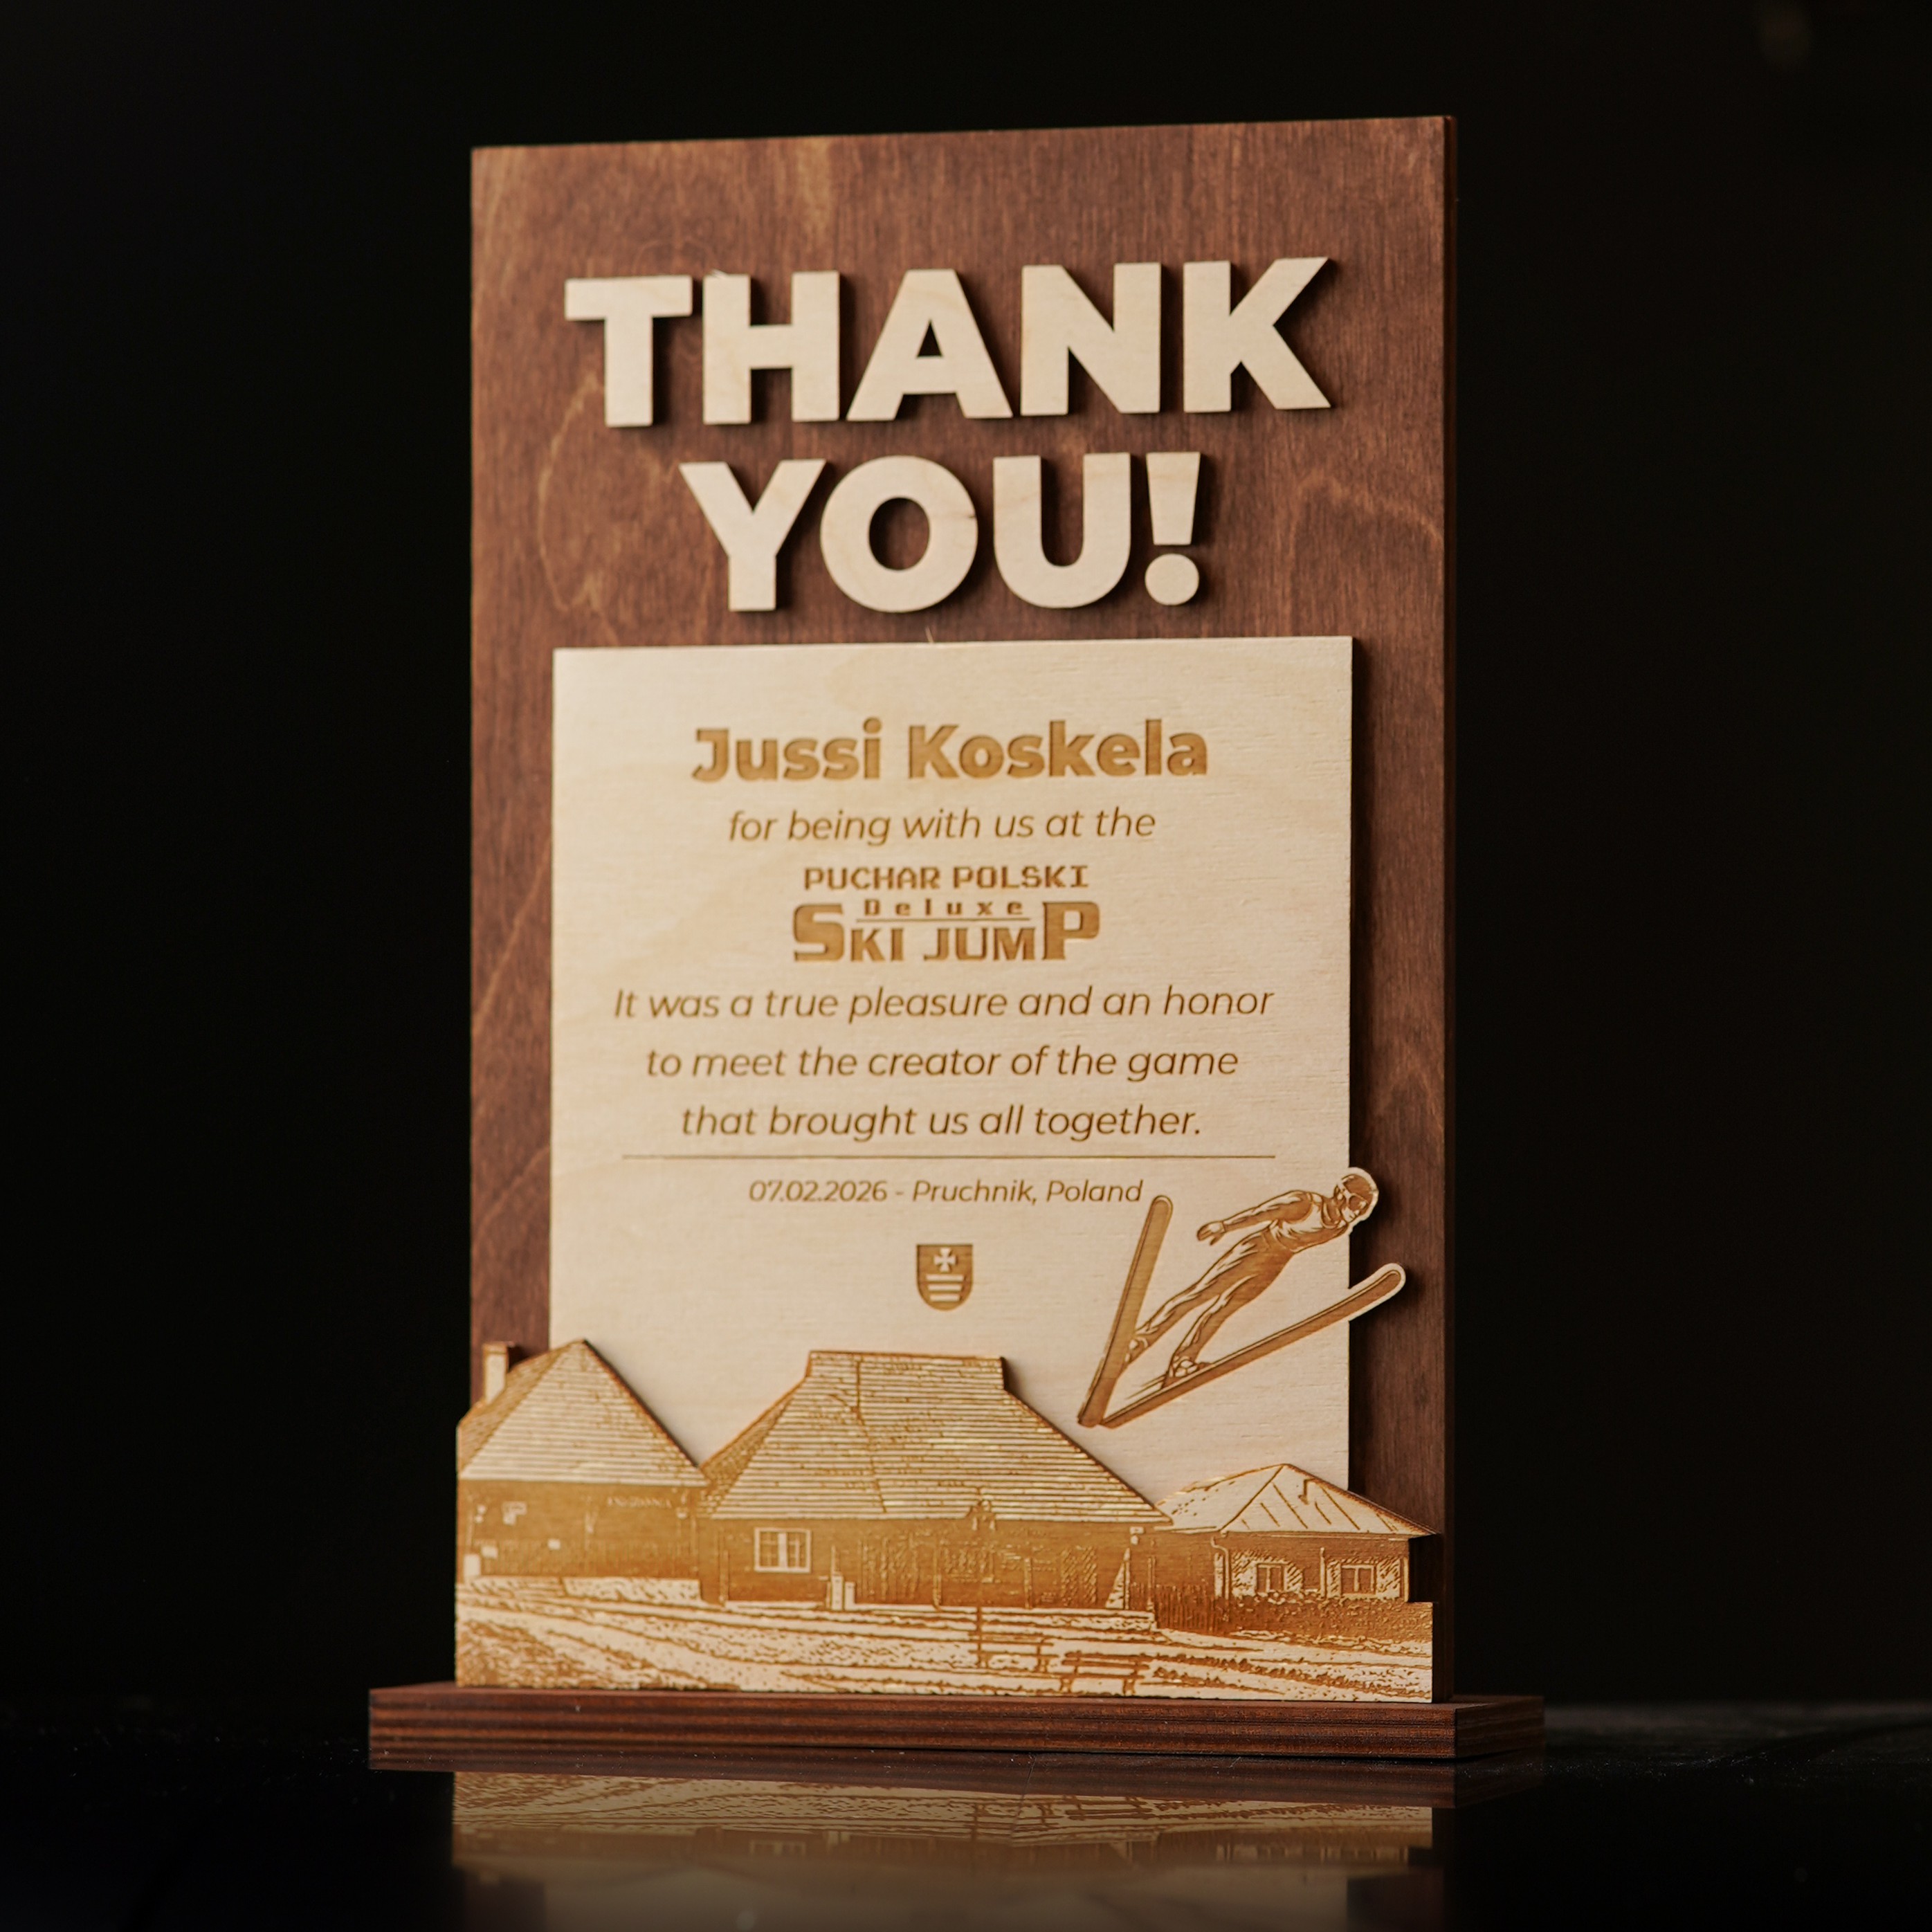 THANK
YOU!
Jussi Koskela
for being with us at the
PUCHAR POLSKI
Deluxe
SKI JUMP
It was a true pleasure and an honor
to meet the creator of the game
that brought us all together.
07.02.2026 - Pruchnik, Poland